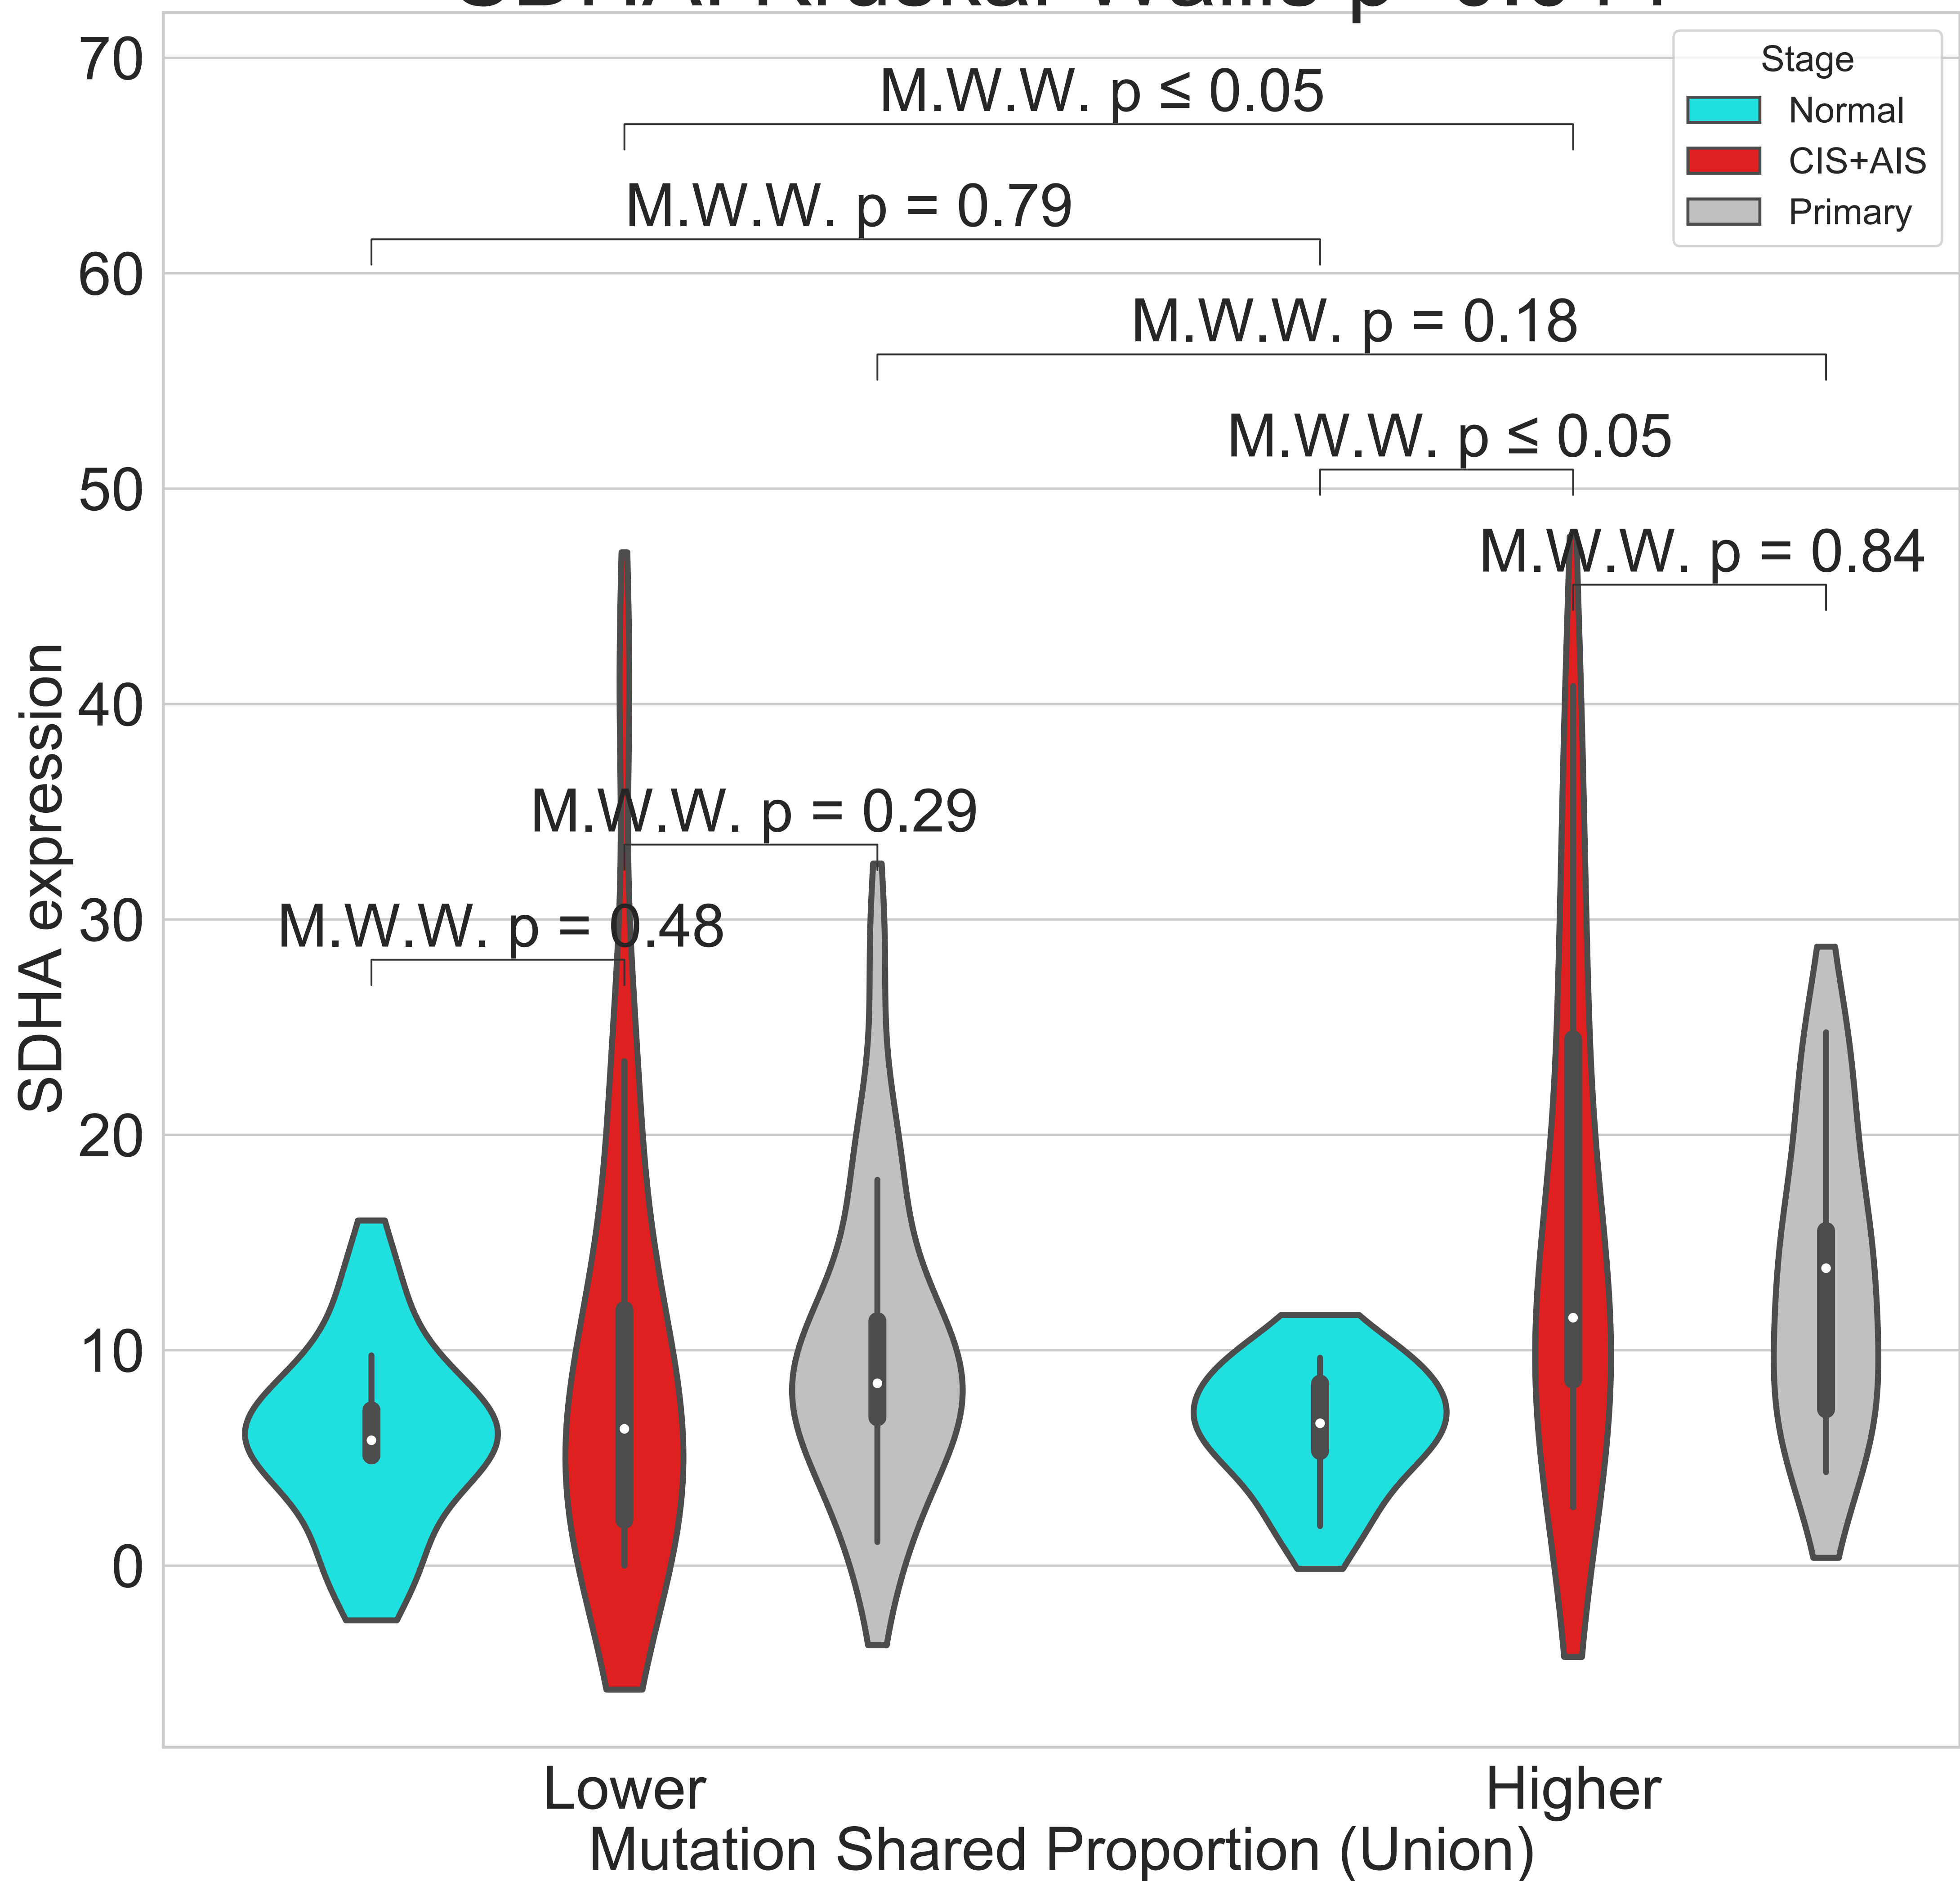 70
M.W.W. p ≤ 0.05
Stage
Normal
CIS+AIS
Primary
M.W.W. p = 0.79
60
M.W.W. p = 0.18
M.W.W. p ≤ 0.05
50
M.W.W. p = 0.84
40
SDHA expression
M.W.W. p = 0.29
30
M.W.W. p = 0.48
20
10
0
Lower
Higher
Mutation Shared Proportion (Union)